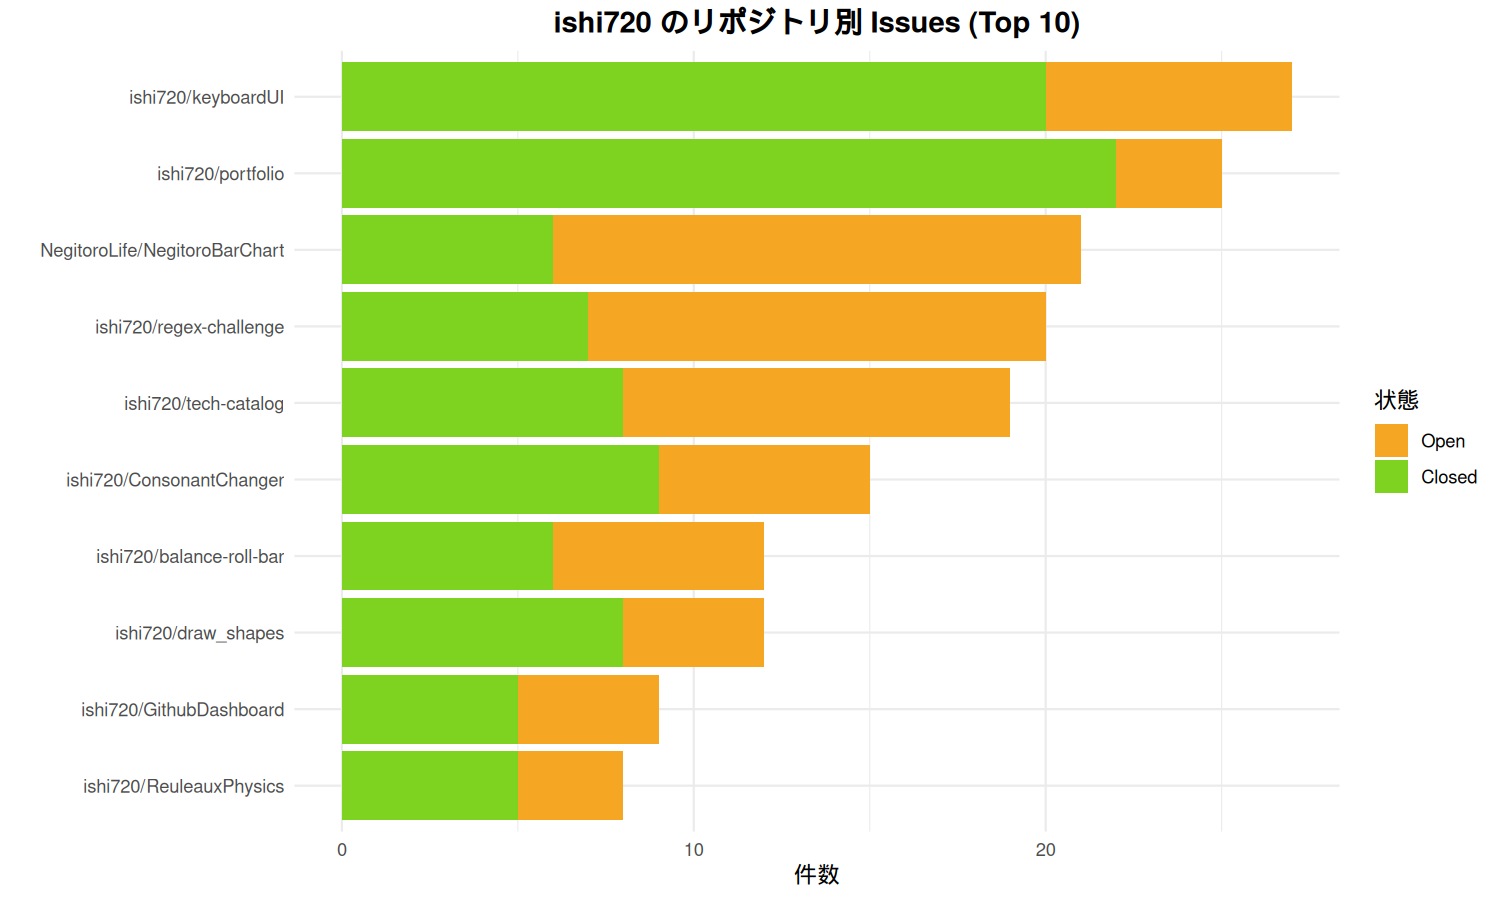 ishi720 のリポジトリ別 Issues (Top 10)
ishi720/keyboardUI
ishi720/portfolio
NegitoroLife/NegitoroBarChart
ishi720/regex-challenge
ishi720/tech-catalog
ishi720/ConsonantChanger
ishi720/balance-roll-bar
ishi720/draw_shapes
ishi720/GithubDashboard
ishi720/ReuleauxPhysics
0 10 20
件数
状態
Open
Closed